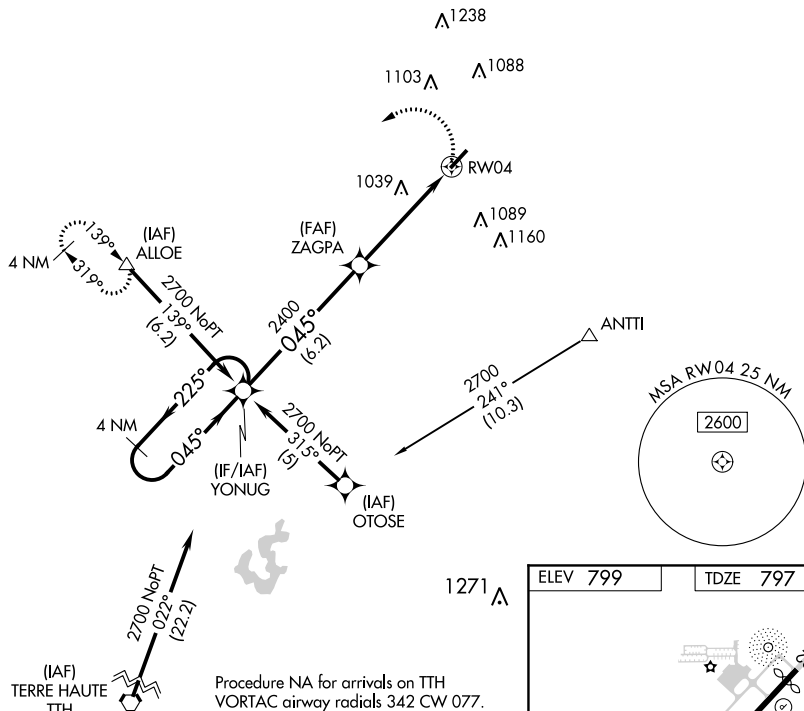 1238
1103
1088
RW04
1039
(FAF)
ZAGPA
1089
1160
(IAF)
ALLOE
139°
319°
4 NM
2700 NoPT
139°
(6.2)
2400
045°
(6.2)
ANTTI
2700
241°
(10.3)
MSA RW04 25 NM
2600
225°
045°
4 NM
2700 NoPT
315°
(5)
(IF/IAF)
YONUG
(IAF)
OTOSE
2700 NoPT
022°
(22.2)
(IAF)
TERRE HAUTE
TTH
Procedure NA for arrivals on TTH
VORTAC airway radials 342 CW 077.
1271
ELEV 799
TDZE 797